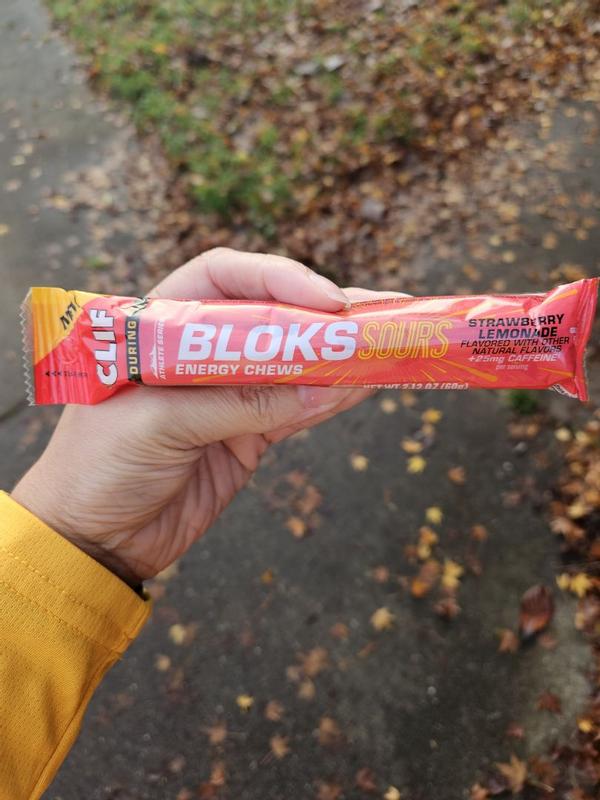 CLIF
DURING
ATHLETE SERIES
BLOKS SOURS
ENERGY CHEWS
STRAWBERRY
LEMONADE
FLAVORED WITH OTHER
NATURAL FLAVORS
+25mg CAFFEINE
per serving
NET WT 2.12 OZ (60g)